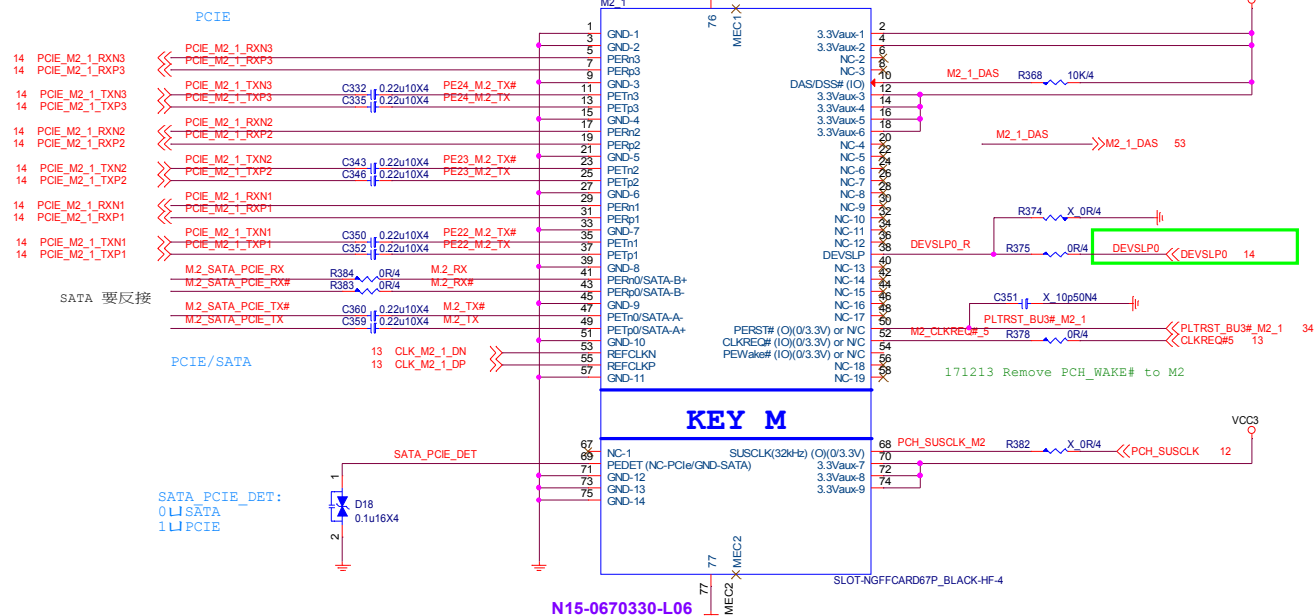 M2_1
PCIE
76
MEC1
1 GND-1 3.3Vaux-1 2
3 GND-2 3.3Vaux-2 4
14 PCIE_M2_1_RXN3 PCIE_M2_1_RXN3 5 PERn3 NC-2 6
14 PCIE_M2_1_RXP3 PCIE_M2_1_RXP3 7 PERp3 NC-3 8
9 GND-3 DAS/DSS# (IO) 10 M2_1_DAS R368 10K/4
14 PCIE_M2_1_TXN3 PCIE_M2_1_TXN3 C332 0.22u10X4 PE24_M.2_TX# 11 PETn3 3.3Vaux-3 12
14 PCIE_M2_1_TXP3 PCIE_M2_1_TXP3 C335 0.22u10X4 PE24_M.2_TX 13 PETp3 3.3Vaux-4 14
15 GND-4 3.3Vaux-5 16
14 PCIE_M2_1_RXN2 PCIE_M2_1_RXN2 17 PERn2 3.3Vaux-6 18
14 PCIE_M2_1_RXP2 PCIE_M2_1_RXP2 19 PERp2 NC-4 20 M2_1_DAS M2_1_DAS 53
21 GND-5 NC-5 22
14 PCIE_M2_1_TXN2 PCIE_M2_1_TXN2 C343 0.22u10X4 PE23_M.2_TX# 23 PETn2 NC-6 24
14 PCIE_M2_1_TXP2 PCIE_M2_1_TXP2 C346 0.22u10X4 PE23_M.2_TX 25 PETp2 NC-7 26
27 GND-6 NC-8 28
14 PCIE_M2_1_RXN1 PCIE_M2_1_RXN1 29 PERn1 NC-9 30
14 PCIE_M2_1_RXP1 PCIE_M2_1_RXP1 31 PERp1 NC-10 32 R374 X_0R/4
33 GND-7 NC-11 34
14 PCIE_M2_1_TXN1 PCIE_M2_1_TXN1 C350 0.22u10X4 PE22_M.2_TX# 35 PETn1 NC-12 36
14 PCIE_M2_1_TXP1 PCIE_M2_1_TXP1 C352 0.22u10X4 PE22_M.2_TX 37 PETp1 DEVSLP 38 DEVSLP0_R R375 0R/4 DEVSLP0 DEVSLP0 14
39 GND-8 NC-13 40
M.2_SATA_PCIE_RX R384 0R/4 M.2_RX 41 PERn0/SATA-B+ NC-14 42
M.2_SATA_PCIE_RX# R383 0R/4 M.2_RX# 43 PERp0/SATA-B- NC-15 44
SATA 要反接
45 GND-9 NC-16 46 C351 X_10p50N4
M.2_SATA_PCIE_TX# C360 0.22u10X4 M.2_TX# 47 PETn0/SATA-A- NC-17 48
M.2_SATA_PCIE_TX C359 0.22u10X4 M.2_TX 49 PETp0/SATA-A+ PERST# (O)(0/3.3V) or N/C 50 PLTRST_BU3#_M2_1 PLTRST_BU3#_M2_1 34
51 GND-10 CLKREQ# (IO)(0/3.3V) or N/C 52 M2_CLKREQ#_5 R378 0R/4 CLKREQ#5 13
13 CLK_M2_1_DN 53 REFCLKN PEWake# (IO)(0/3.3V) or N/C 54
PCIE/SATA
13 CLK_M2_1_DP 55 REFCLKP NC-18 56
57 GND-11 NC-19 58
171213 Remove PCH_WAKE# to M2
KEY M
VCC3
67 NC-1 SUSCLK(32kHz) (O)(0/3.3V) 68 PCH_SUSCLK_M2 R382 X_0R/4 PCH_SUSCLK 12
SATA_PCIE_DET 69 PEDET (NC-PCIe/GND-SATA) 3.3Vaux-7 70
71 GND-12 3.3Vaux-8 72
73 GND-13 3.3Vaux-9 74
75 GND-14
1
SATA_PCIE_DET:
0 SATA
1 PCIE
D18
0.1u16X4
2
77
MEC2
SLOT-NGFFCARD67P_BLACK-HF-4
77
MEC2
N15-0670330-L06